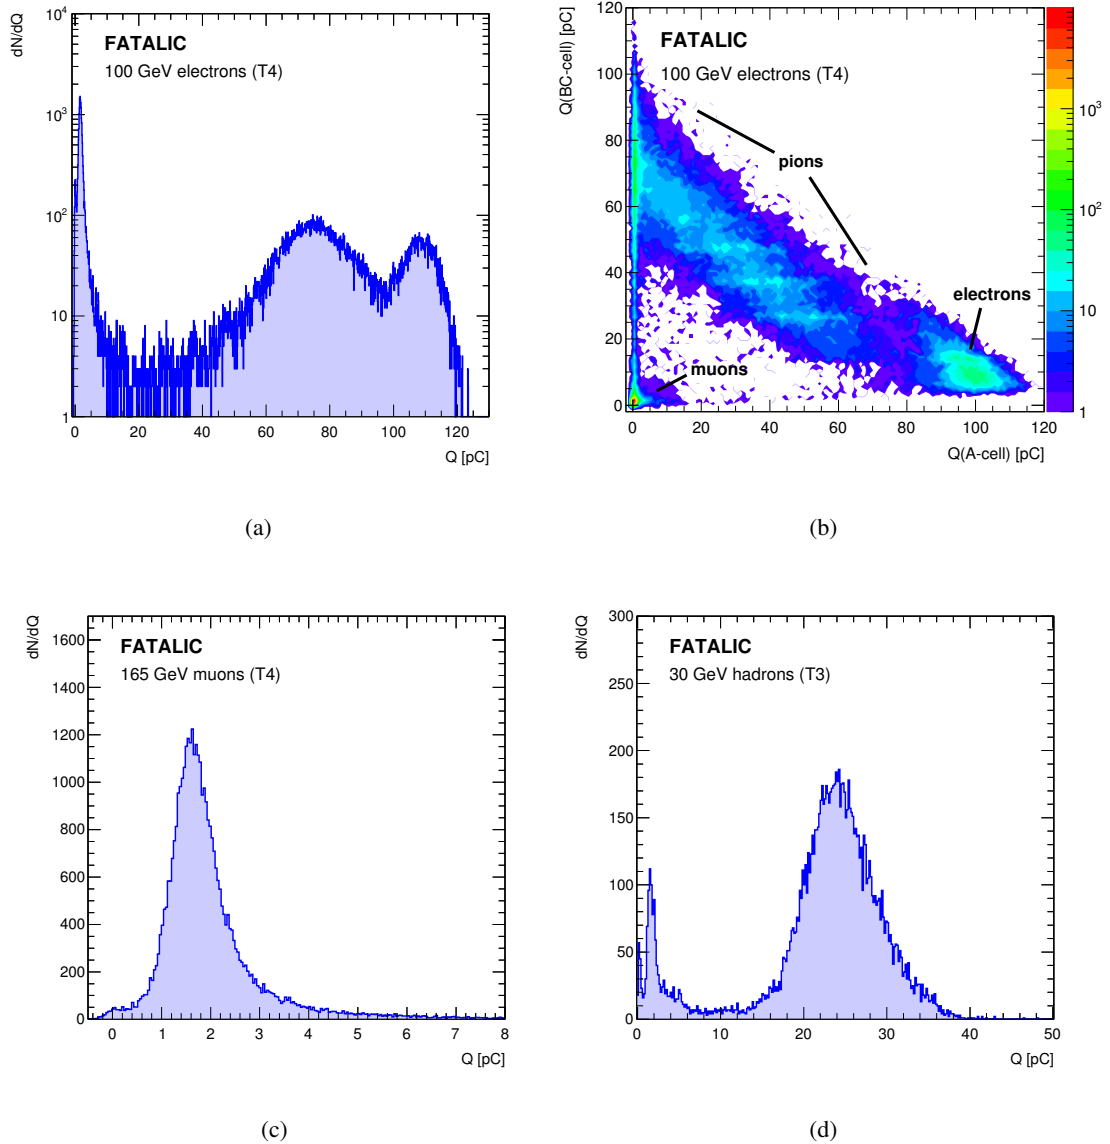 dN/dQ
10^4
10^3
10^2
10
1
FATALIC
100 GeV electrons (T4)
0 20 40 60 80 100 120
Q [pC]
(a)
Q(BC-cell) [pC]
120
100
80
60
40
20
0
FATALIC
100 GeV electrons (T4)
pions
electrons
muons
0 20 40 60 80 100 120
Q(A-cell) [pC]
10^3
10^2
10
1
(b)
dN/dQ
1600
1400
1200
1000
800
600
400
200
0
FATALIC
165 GeV muons (T4)
0 1 2 3 4 5 6 7 8
Q [pC]
(c)
dN/dQ
300
250
200
150
100
50
0
FATALIC
30 GeV hadrons (T3)
0 10 20 30 40 50
Q [pC]
(d)